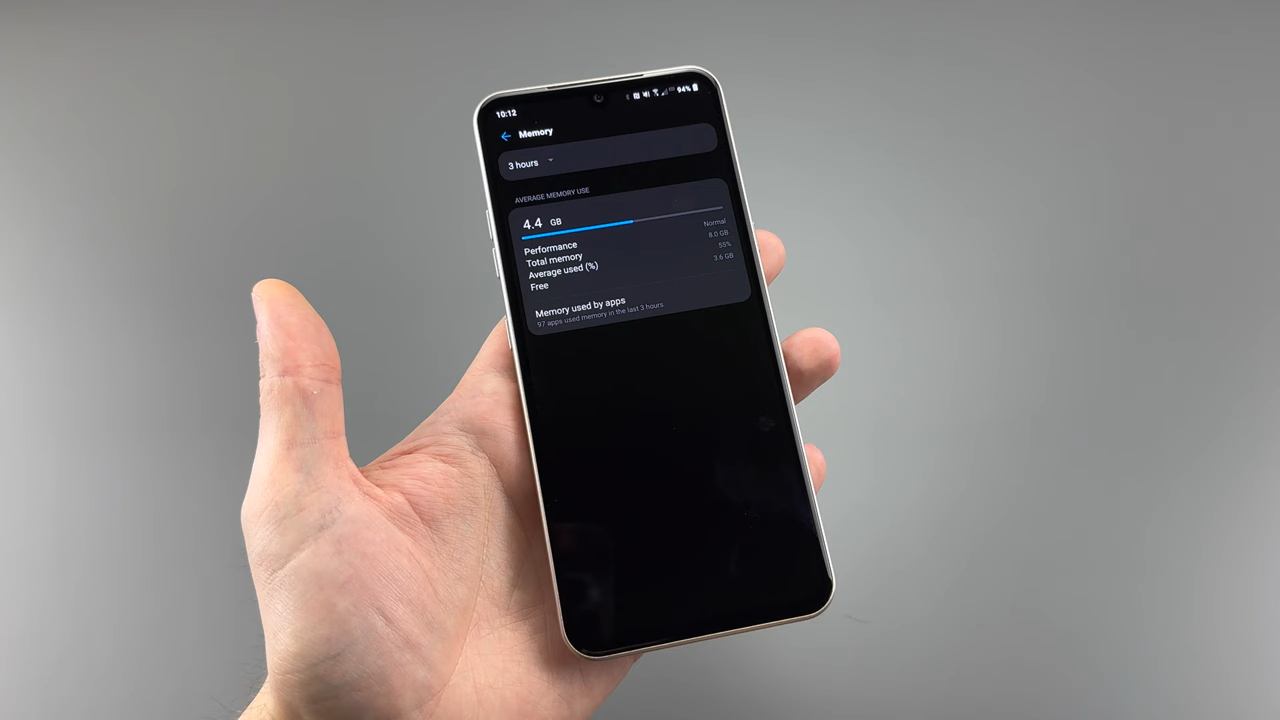 10:12
94%
Memory
3 hours
AVERAGE MEMORY USE
4.4 GB
Performance Normal
Total memory 8.0 GB
Average used (%) 55%
Free 3.6 GB
Memory used by apps
97 apps used memory in the last 3 hours